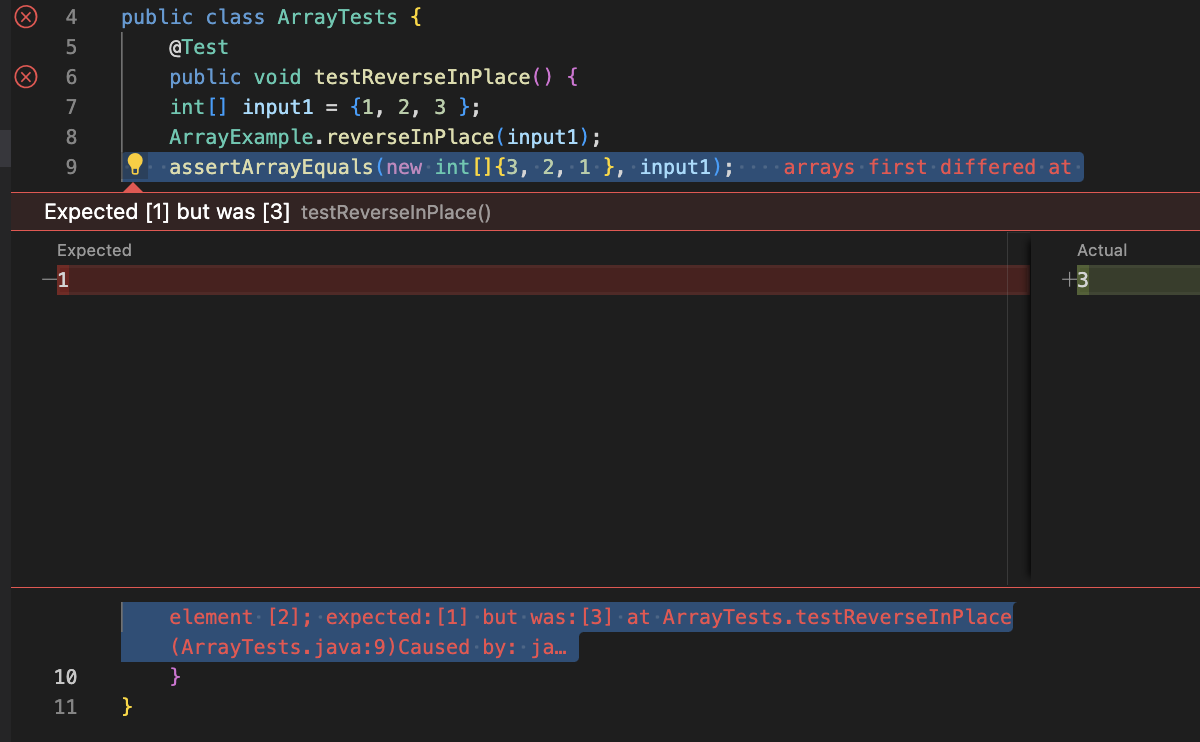 4 public class ArrayTests {
5 @Test
6 public void testReverseInPlace() {
7 int[] input1 = {1, 2, 3 };
8 ArrayExample.reverseInPlace(input1);
9 assertArrayEquals(new int[]{3, 2, 1 }, input1); arrays first differed at
Expected [1] but was [3] testReverseInPlace()
Expected Actual
−1 +3
element [2]; expected:[1] but was:[3] at ArrayTests.testReverseInPlace
(ArrayTests.java:9)Caused by: ja…
10 }
11 }